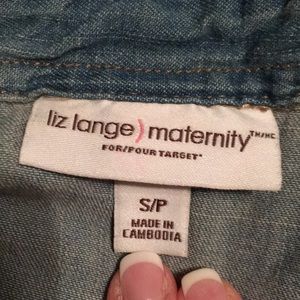 liz lange) maternity TM/MC
FOR/POUR TARGET*
S/P
MADE IN
CAMBODIA